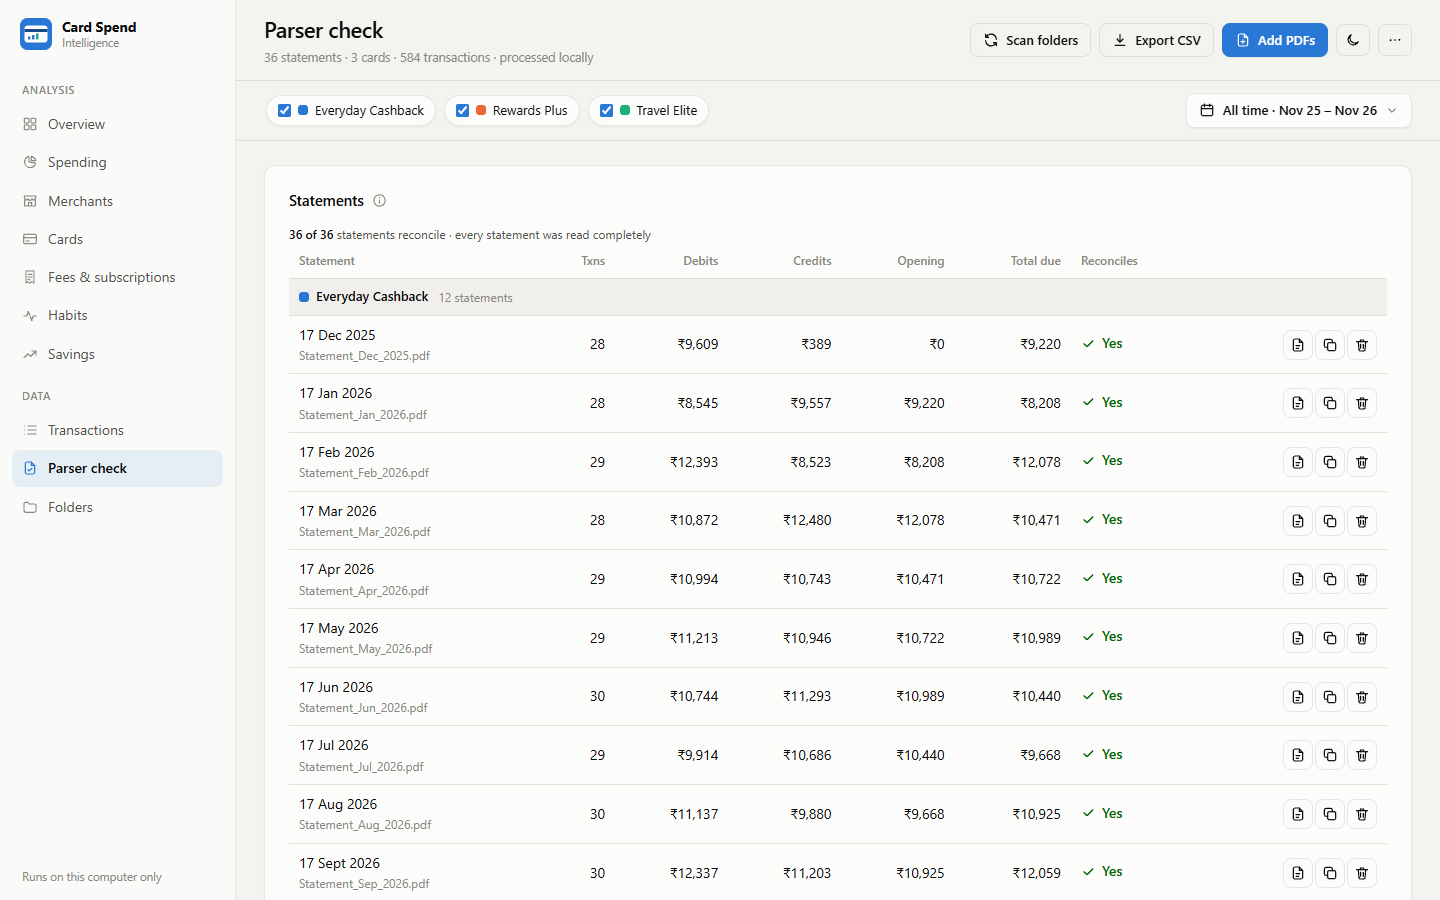 Card Spend
Intelligence
ANALYSIS
Overview
Spending
Merchants
Cards
Fees & subscriptions
Habits
Savings
DATA
Transactions
Parser check
Folders
Runs on this computer only
Parser check
36 statements · 3 cards · 584 transactions · processed locally
Scan folders
Export CSV
Add PDFs
Everyday Cashback
Rewards Plus
Travel Elite
All time · Nov 25 – Nov 26
Statements
36 of 36 statements reconcile · every statement was read completely
Statement Txns Debits Credits Opening Total due Reconciles
Everyday Cashback 12 statements
17 Dec 2025
Statement_Dec_2025.pdf
28 ₹9,609 ₹389 ₹0 ₹9,220 Yes
17 Jan 2026
Statement_Jan_2026.pdf
28 ₹8,545 ₹9,557 ₹9,220 ₹8,208 Yes
17 Feb 2026
Statement_Feb_2026.pdf
29 ₹12,393 ₹8,523 ₹8,208 ₹12,078 Yes
17 Mar 2026
Statement_Mar_2026.pdf
28 ₹10,872 ₹12,480 ₹12,078 ₹10,471 Yes
17 Apr 2026
Statement_Apr_2026.pdf
29 ₹10,994 ₹10,743 ₹10,471 ₹10,722 Yes
17 May 2026
Statement_May_2026.pdf
29 ₹11,213 ₹10,946 ₹10,722 ₹10,989 Yes
17 Jun 2026
Statement_Jun_2026.pdf
30 ₹10,744 ₹11,293 ₹10,989 ₹10,440 Yes
17 Jul 2026
Statement_Jul_2026.pdf
29 ₹9,914 ₹10,686 ₹10,440 ₹9,668 Yes
17 Aug 2026
Statement_Aug_2026.pdf
30 ₹11,137 ₹9,880 ₹9,668 ₹10,925 Yes
17 Sept 2026
Statement_Sep_2026.pdf
30 ₹12,337 ₹11,203 ₹10,925 ₹12,059 Yes